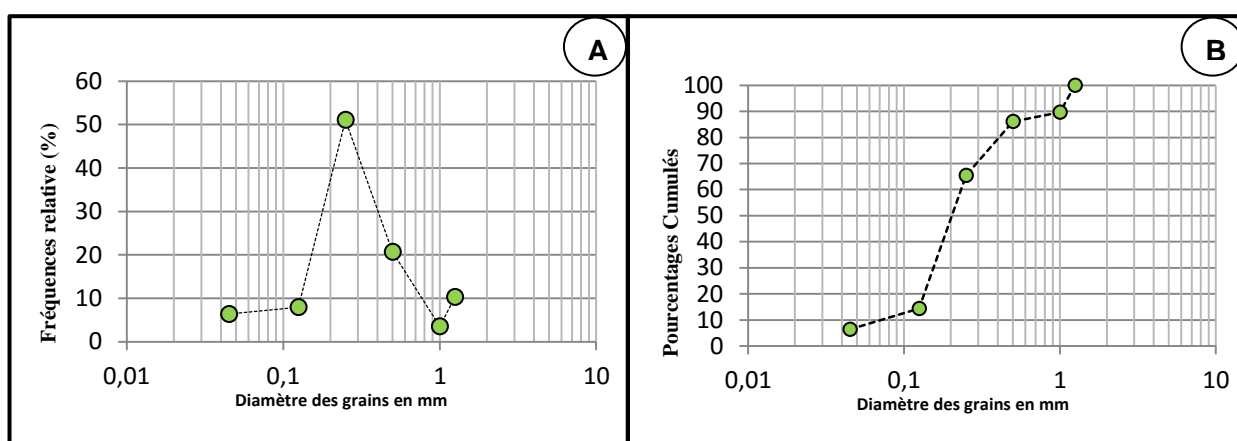 A
60
50
40
30
20
10
0
0,01 0,1 1 10
Fréquences relative (%)
Diamètre des grains en mm
B
100
90
80
70
60
50
40
30
20
10
0
0,01 0,1 1 10
Pourcentages Cumulés
Diamètre des grains en mm